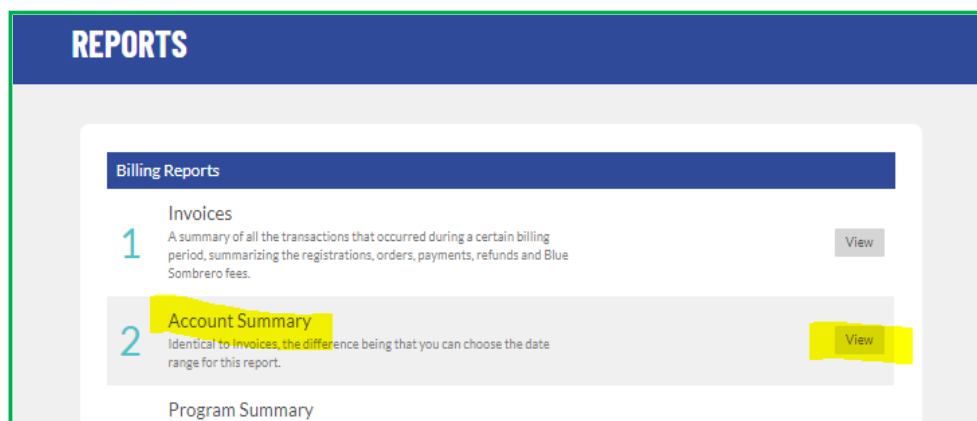 REPORTS
Billing Reports
1
Invoices
A summary of all the transactions that occurred during a certain billing
period, summarizing the registrations, orders, payments, refunds and Blue
Sombrero fees.
View
2
Account Summary
Identical to Invoices, the difference being that you can choose the date
range for this report.
View
Program Summary